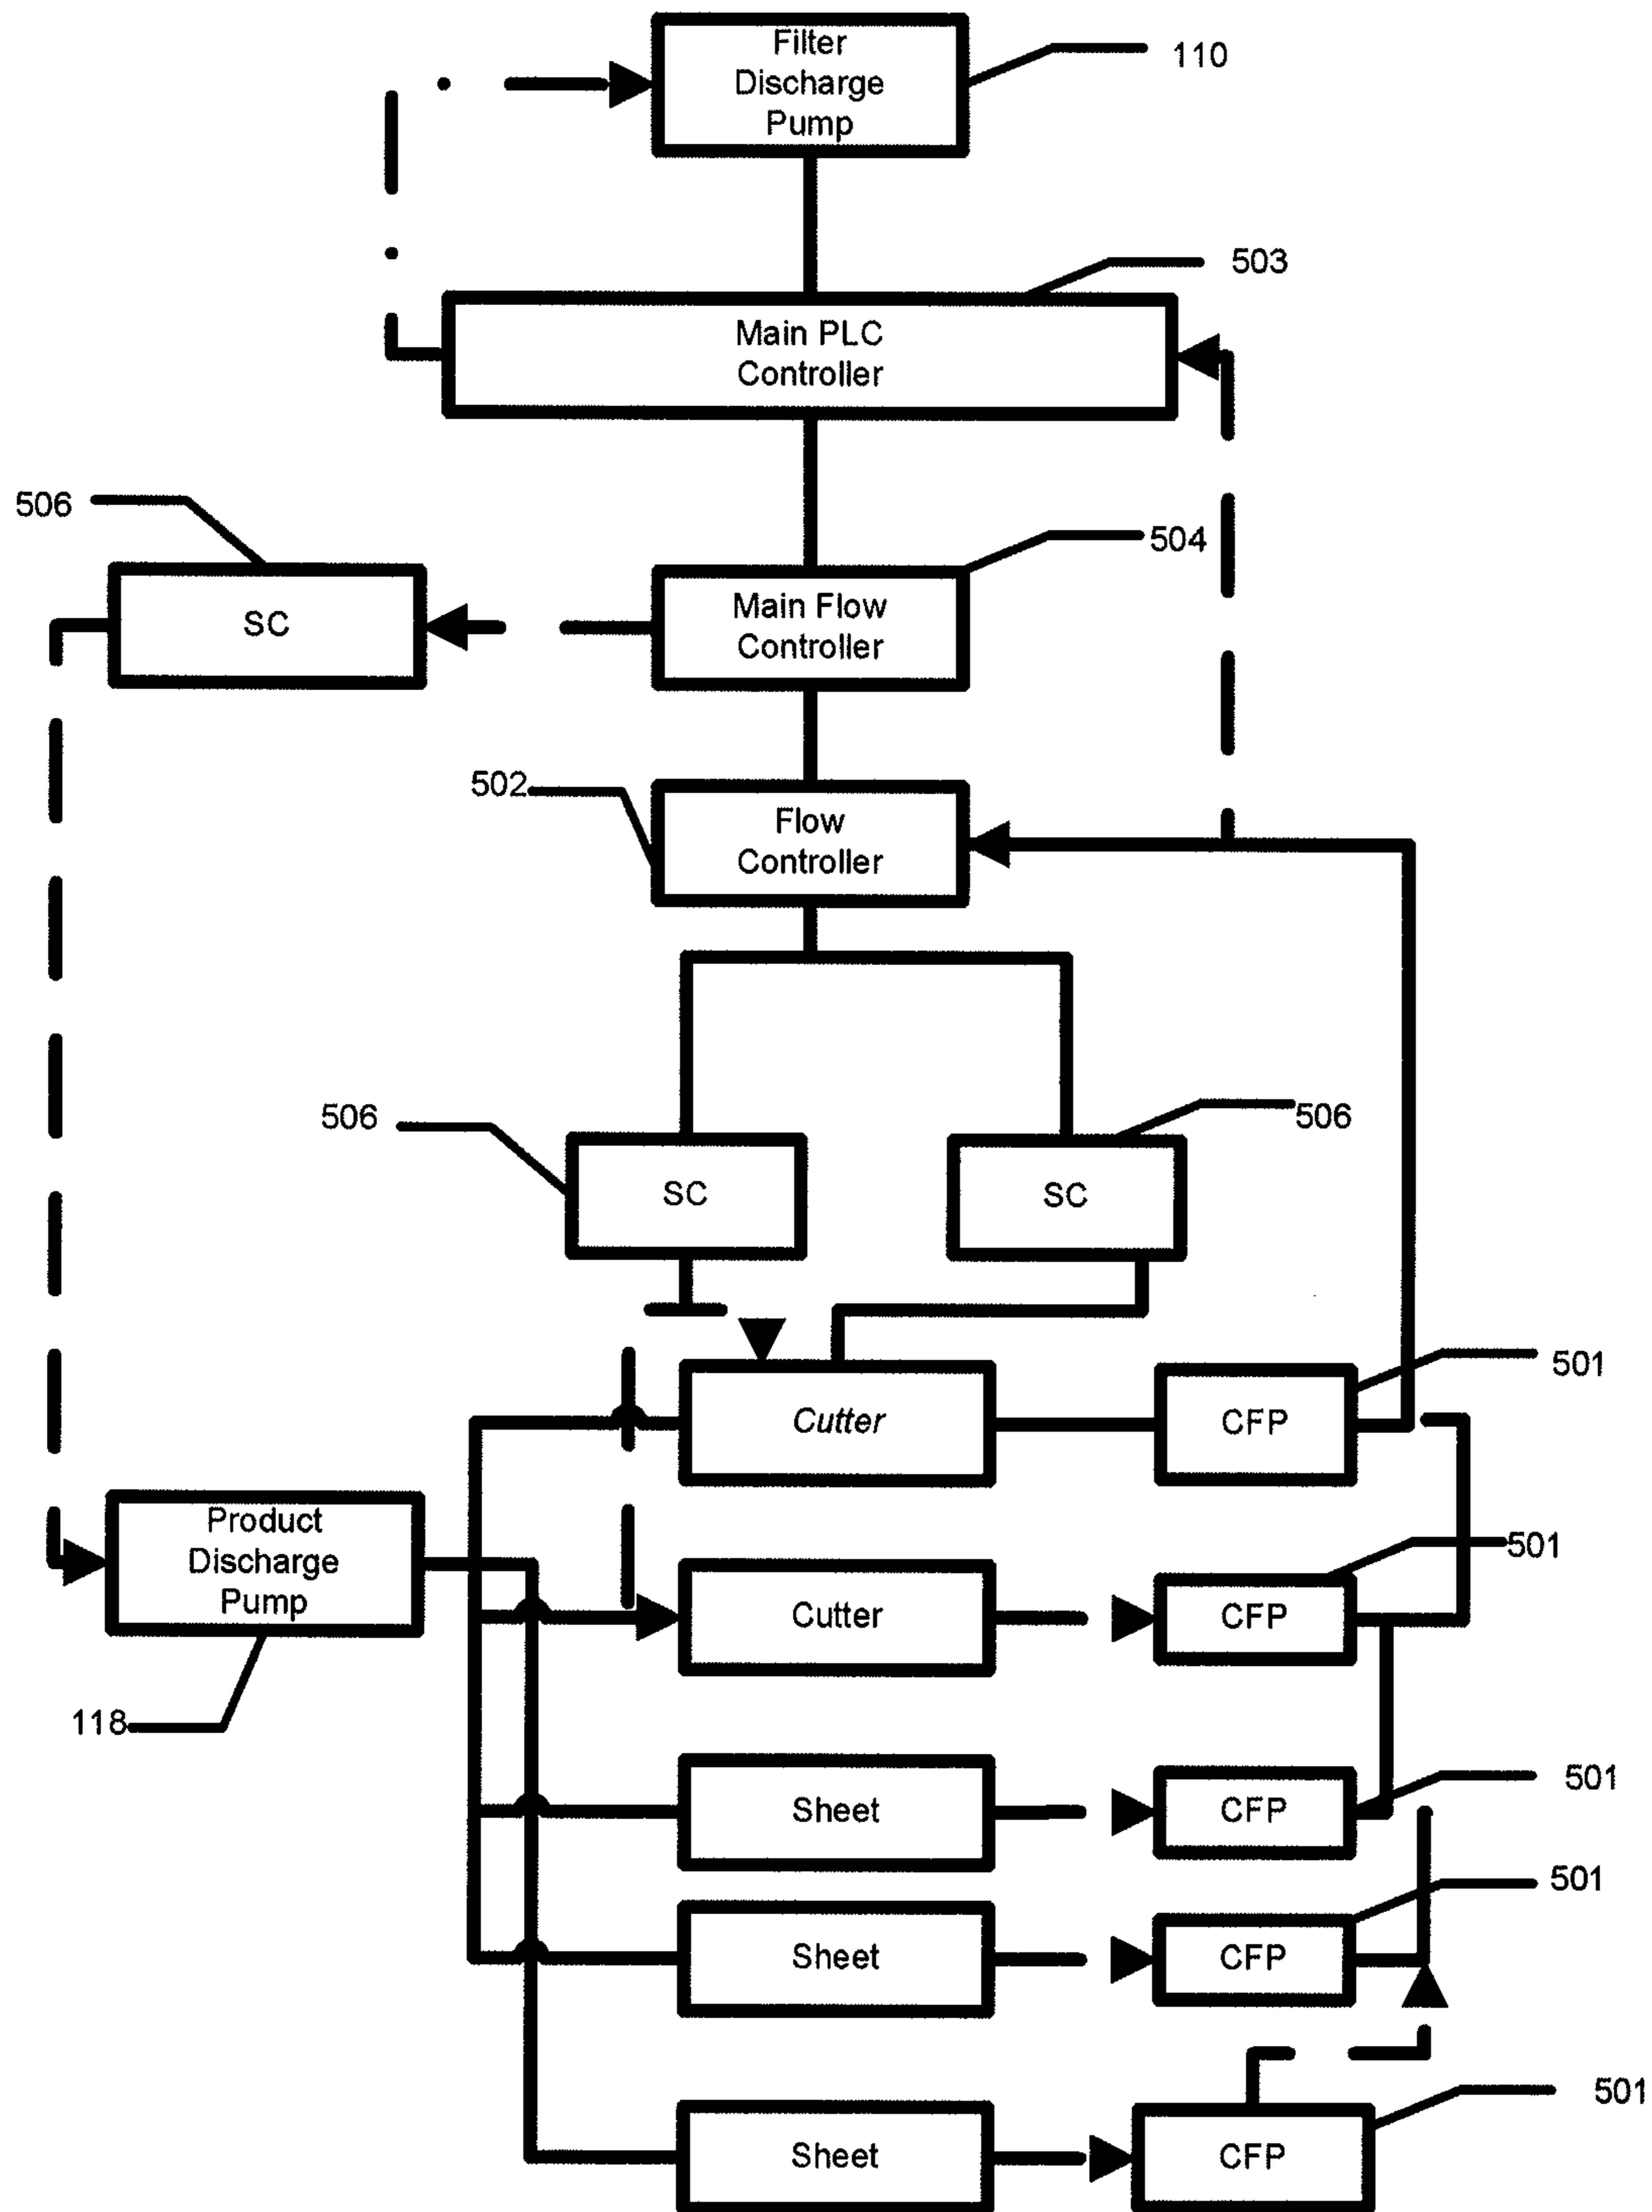 Filter
Discharge
Pump
110
503
Main PLC
Controller
506
504
SC
Main Flow
Controller
502
Flow
Controller
506
506
SC
SC
501
Cutter
CFP
Product
Discharge
Pump
501
Cutter
CFP
118
501
Sheet
CFP
501
Sheet
CFP
501
Sheet
CFP